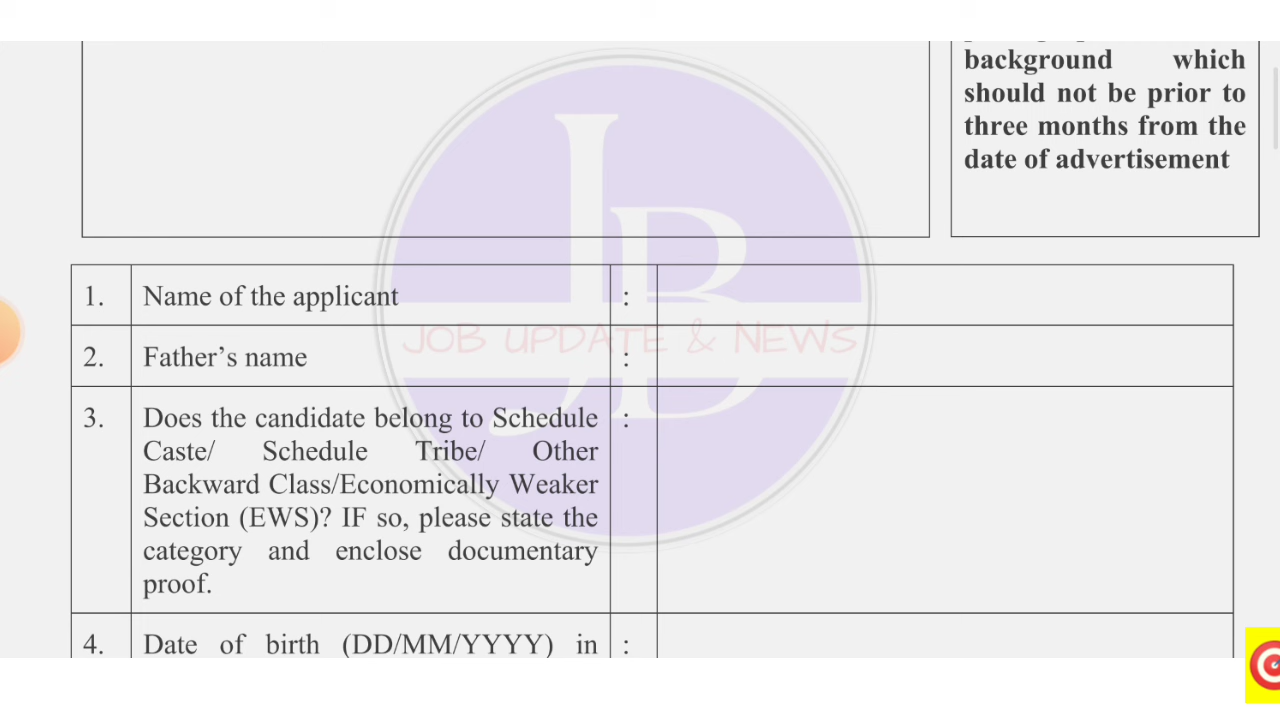 background which
should not be prior to
three months from the
date of advertisement
JB
JOB UPDATE & NEWS
1. Name of the applicant :
2. Father’s name :
3. Does the candidate belong to Schedule :
Caste/ Schedule Tribe/ Other
Backward Class/Economically Weaker
Section (EWS)? IF so, please state the
category and enclose documentary
proof.
4. Date of birth (DD/MM/YYYY) in :